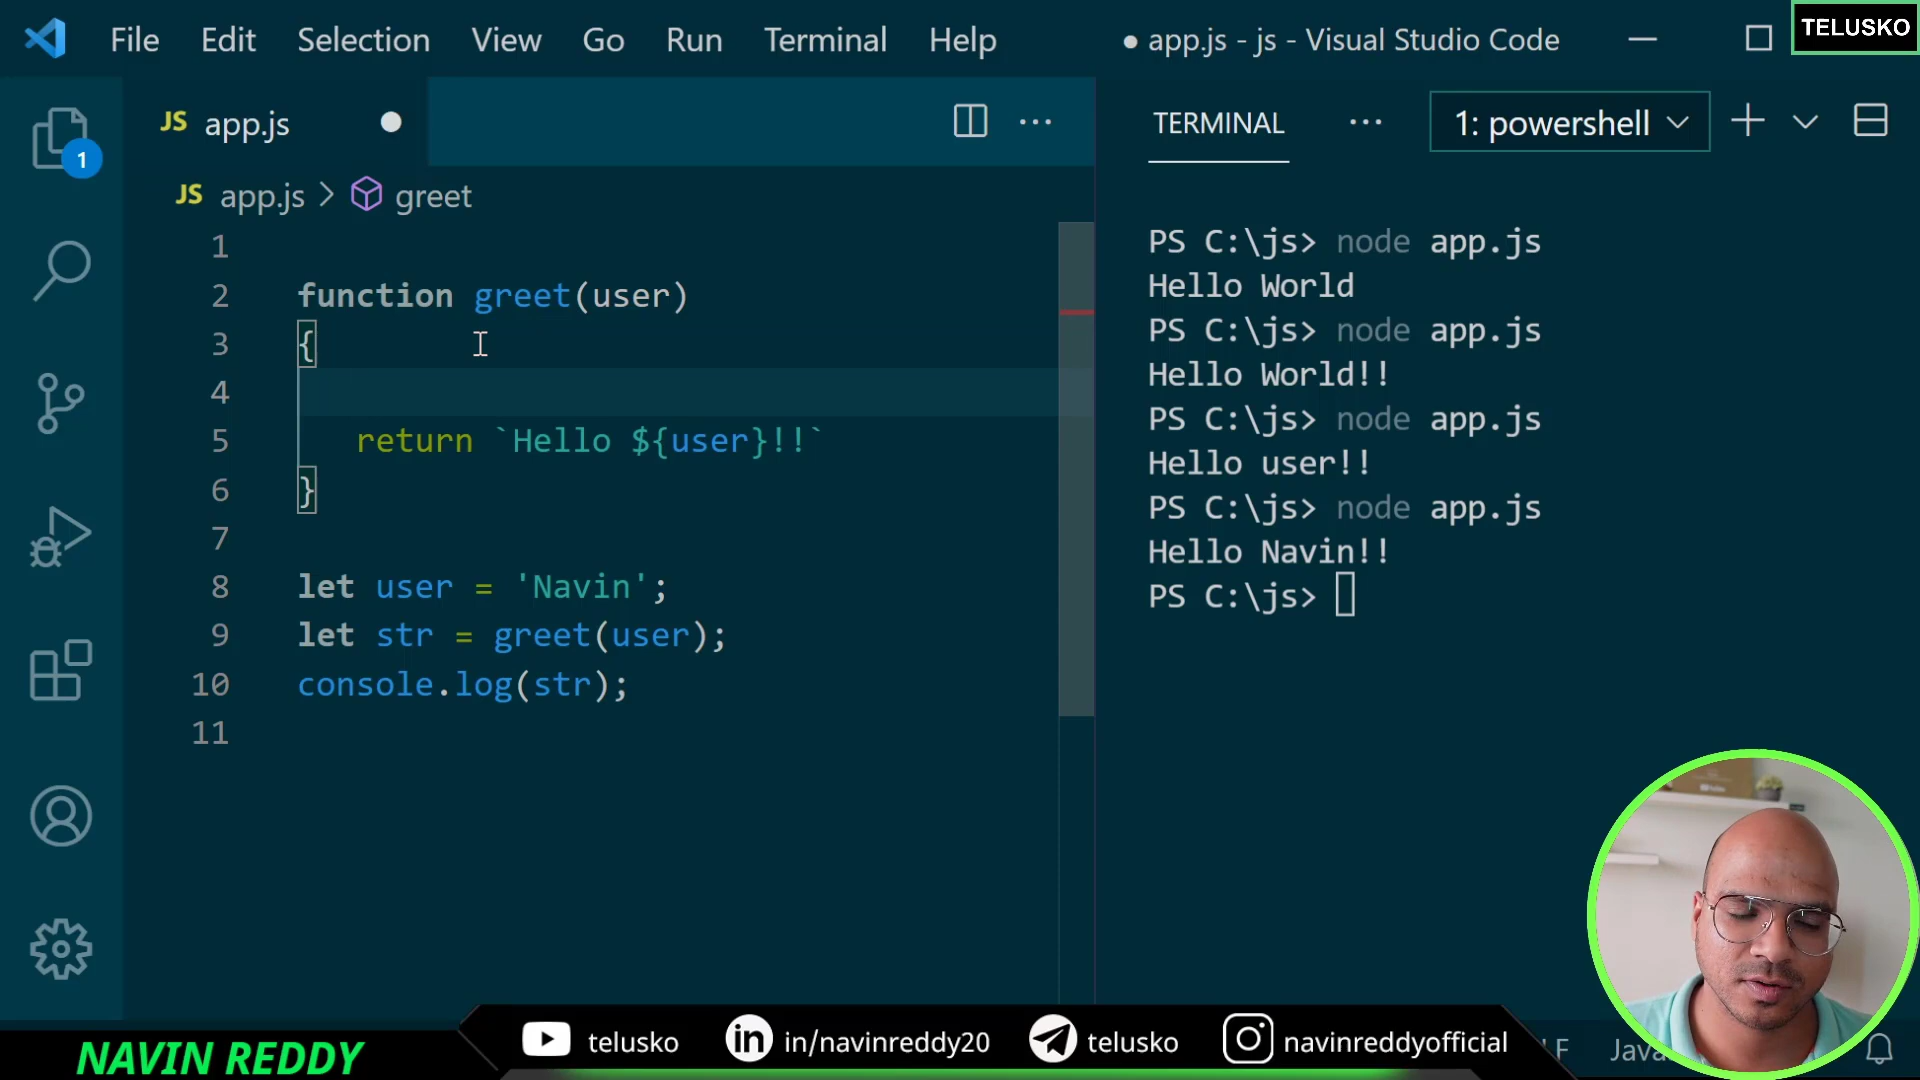 File Edit Selection View Go Run Terminal Help
app.js - js - Visual Studio Code
TELUSKO
JS app.js
1
JS app.js > greet
1
2 function greet(user)
3 {
4
5 return `Hello ${user}!!`
6 }
7
8 let user = 'Navin';
9 let str = greet(user);
10 console.log(str);
11
TERMINAL ... 1: powershell
PS C:\js> node app.js
Hello World
PS C:\js> node app.js
Hello World!!
PS C:\js> node app.js
Hello user!!
PS C:\js> node app.js
Hello Navin!!
PS C:\js>
NAVIN REDDY
telusko
in in/navinreddy20
telusko
navinreddyofficial